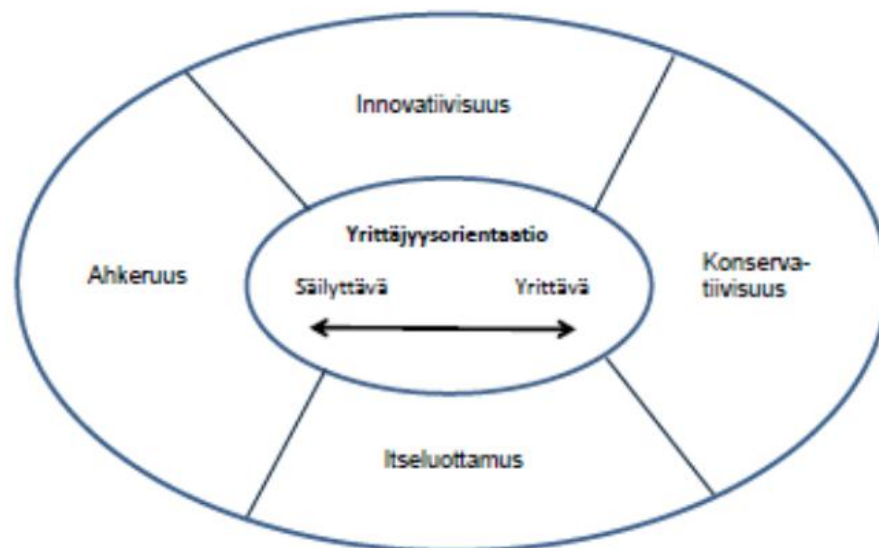 Innovatiivisuus
Yrittäjyysorientaatio
Ahkeruus
Säilyttävä
Yrittävä
Konserva-
tiivisuus
Itseluottamus